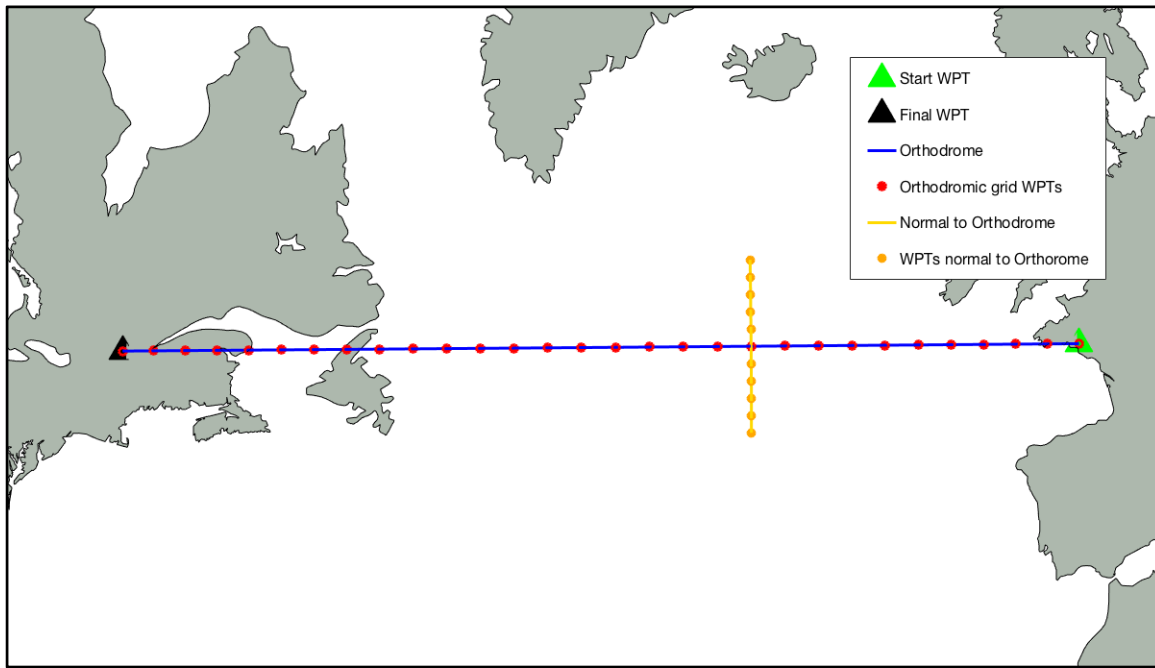 Start WPT
Final WPT
Orthodrome
Orthodromic grid WPTs
Normal to Orthodrome
WPTs normal to Orthorome